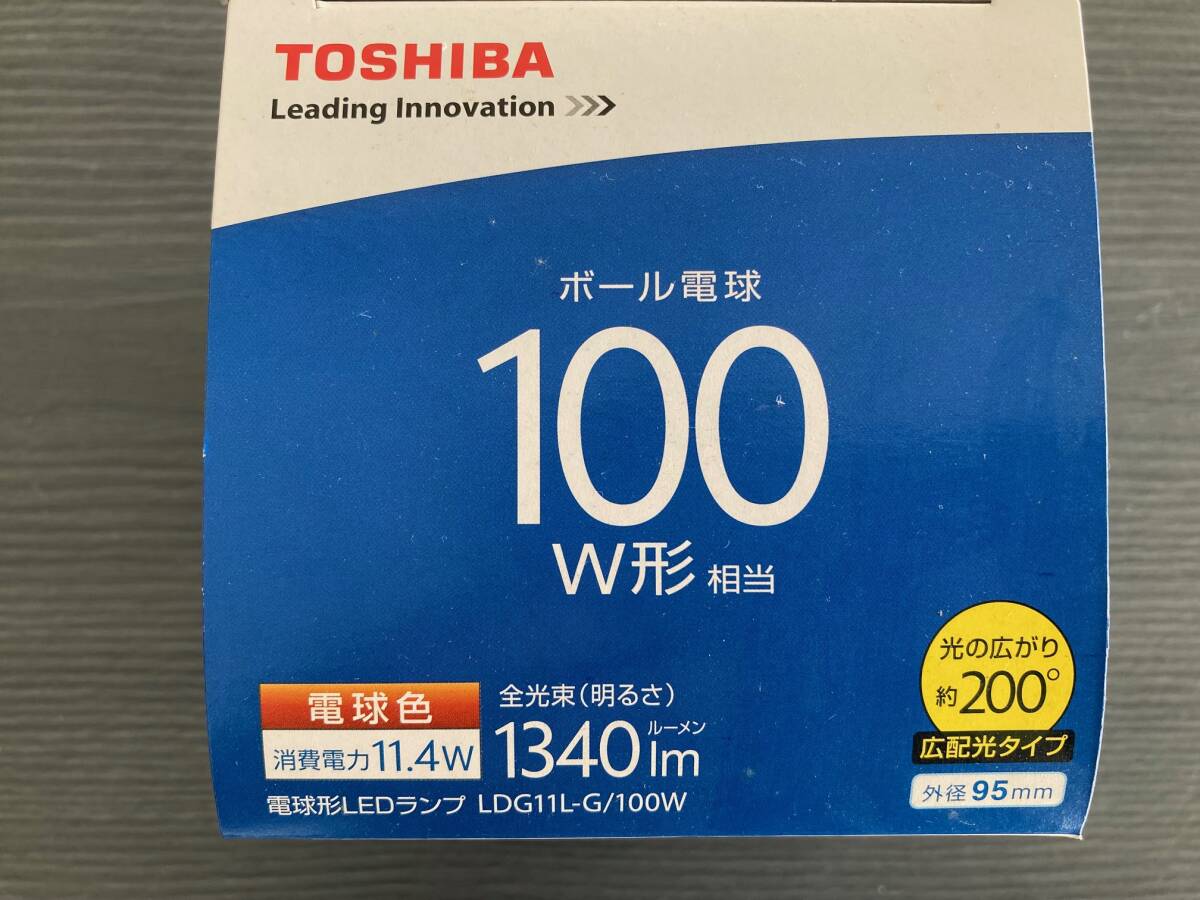 TOSHIBA
Leading Innovation >>>
ボール電球
100
W形 相当
電球色
消費電力11.4W
全光束(明るさ)
1340lm ルーメン
電球形LEDランプ LDG11L-G/100W
光の広がり
約200°
広配光タイプ
外径95mm